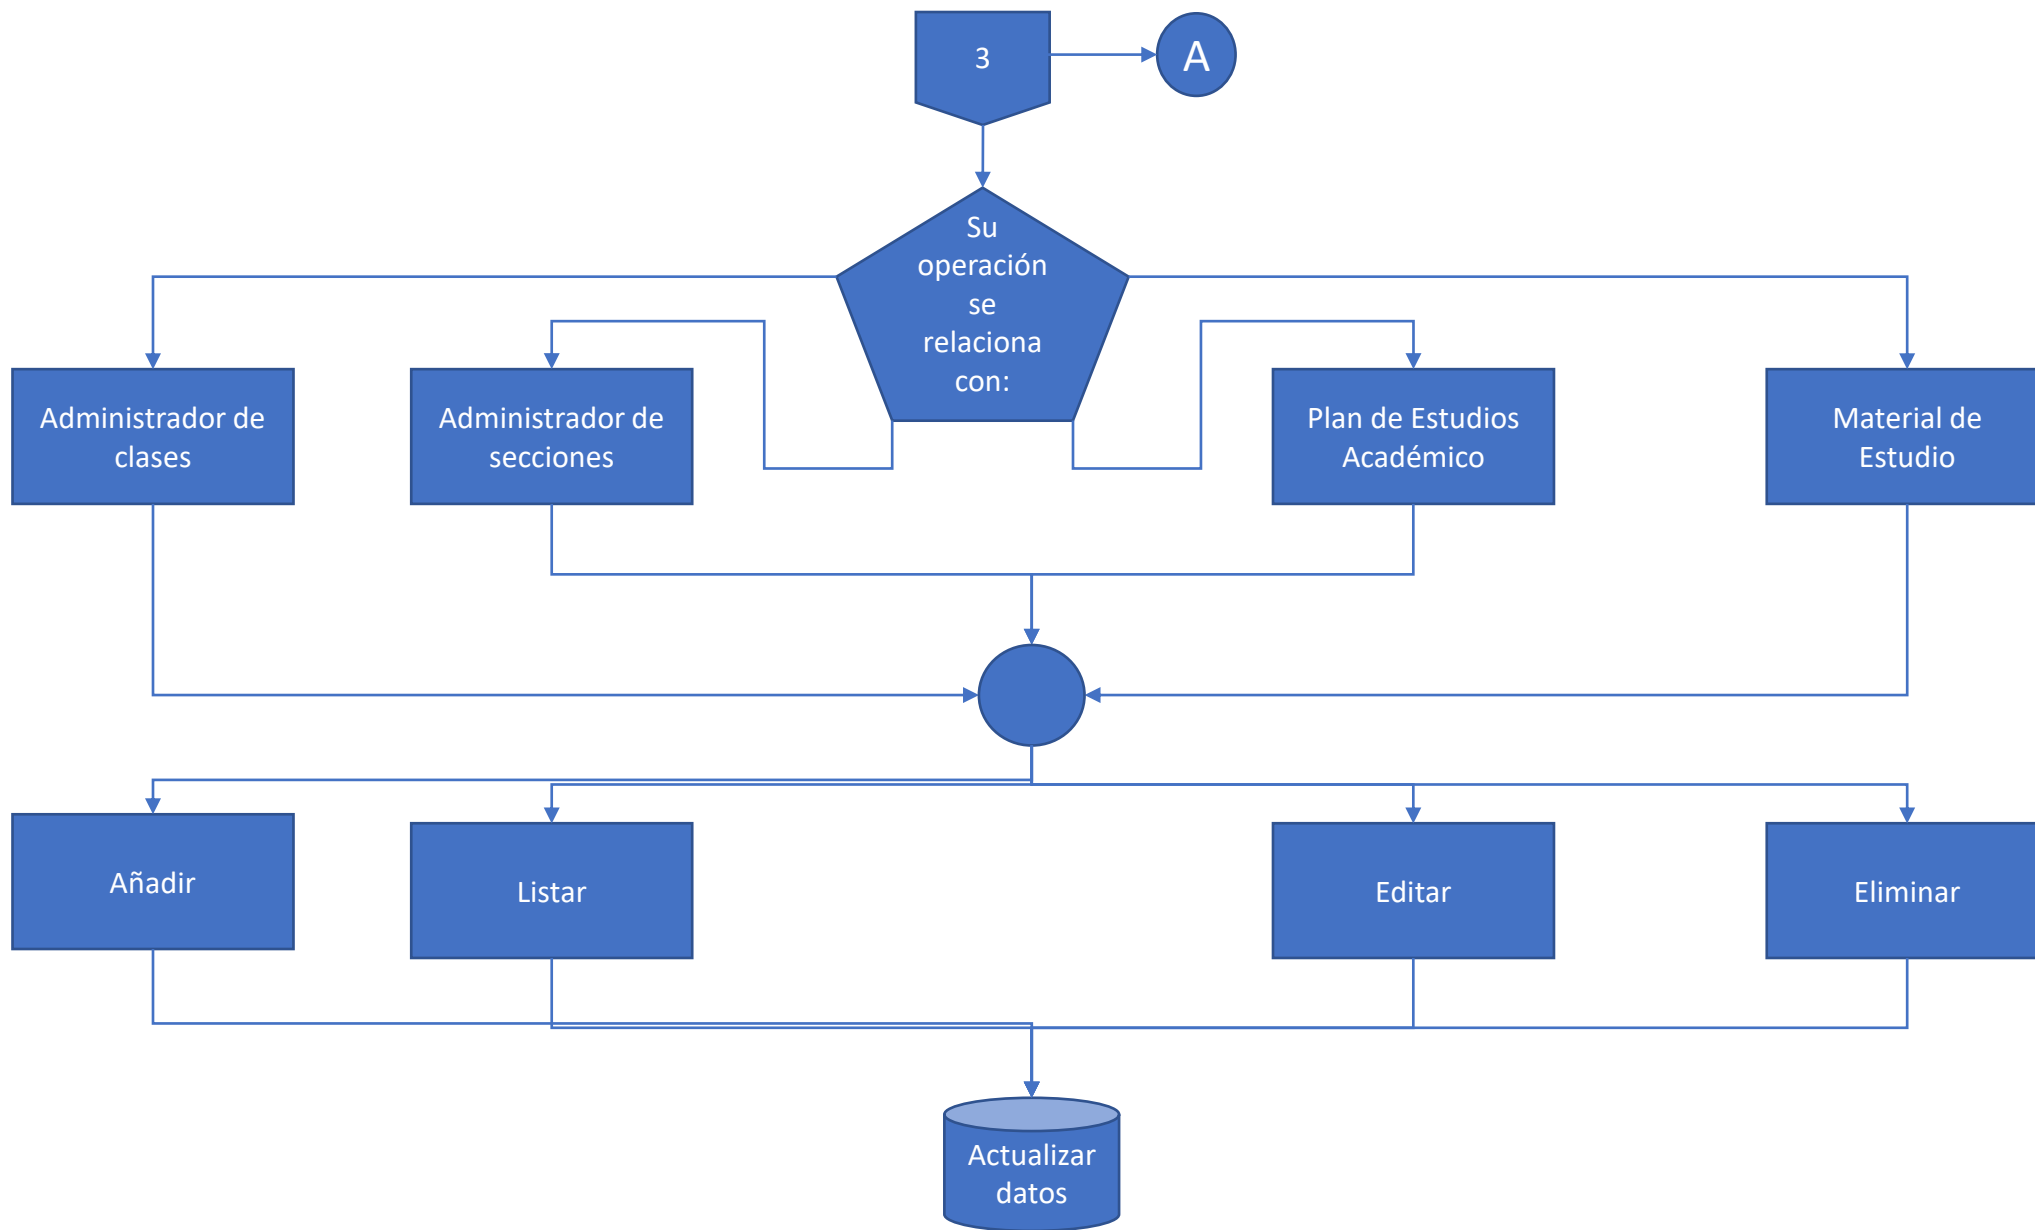 3
A
Su
operación
se
relaciona
con:
Administrador de
clases
Administrador de
secciones
Plan de Estudios
Académico
Material de
Estudio
Añadir
Listar
Editar
Eliminar
Actualizar
datos